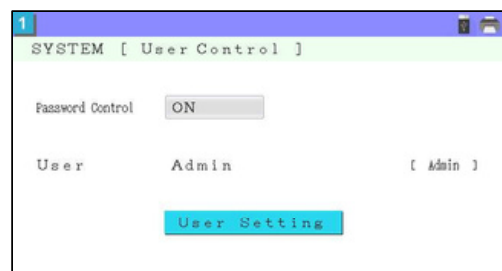 1
SYSTEM [ User Control ]
Password Control ON
User Admin [ Admin ]
User Setting